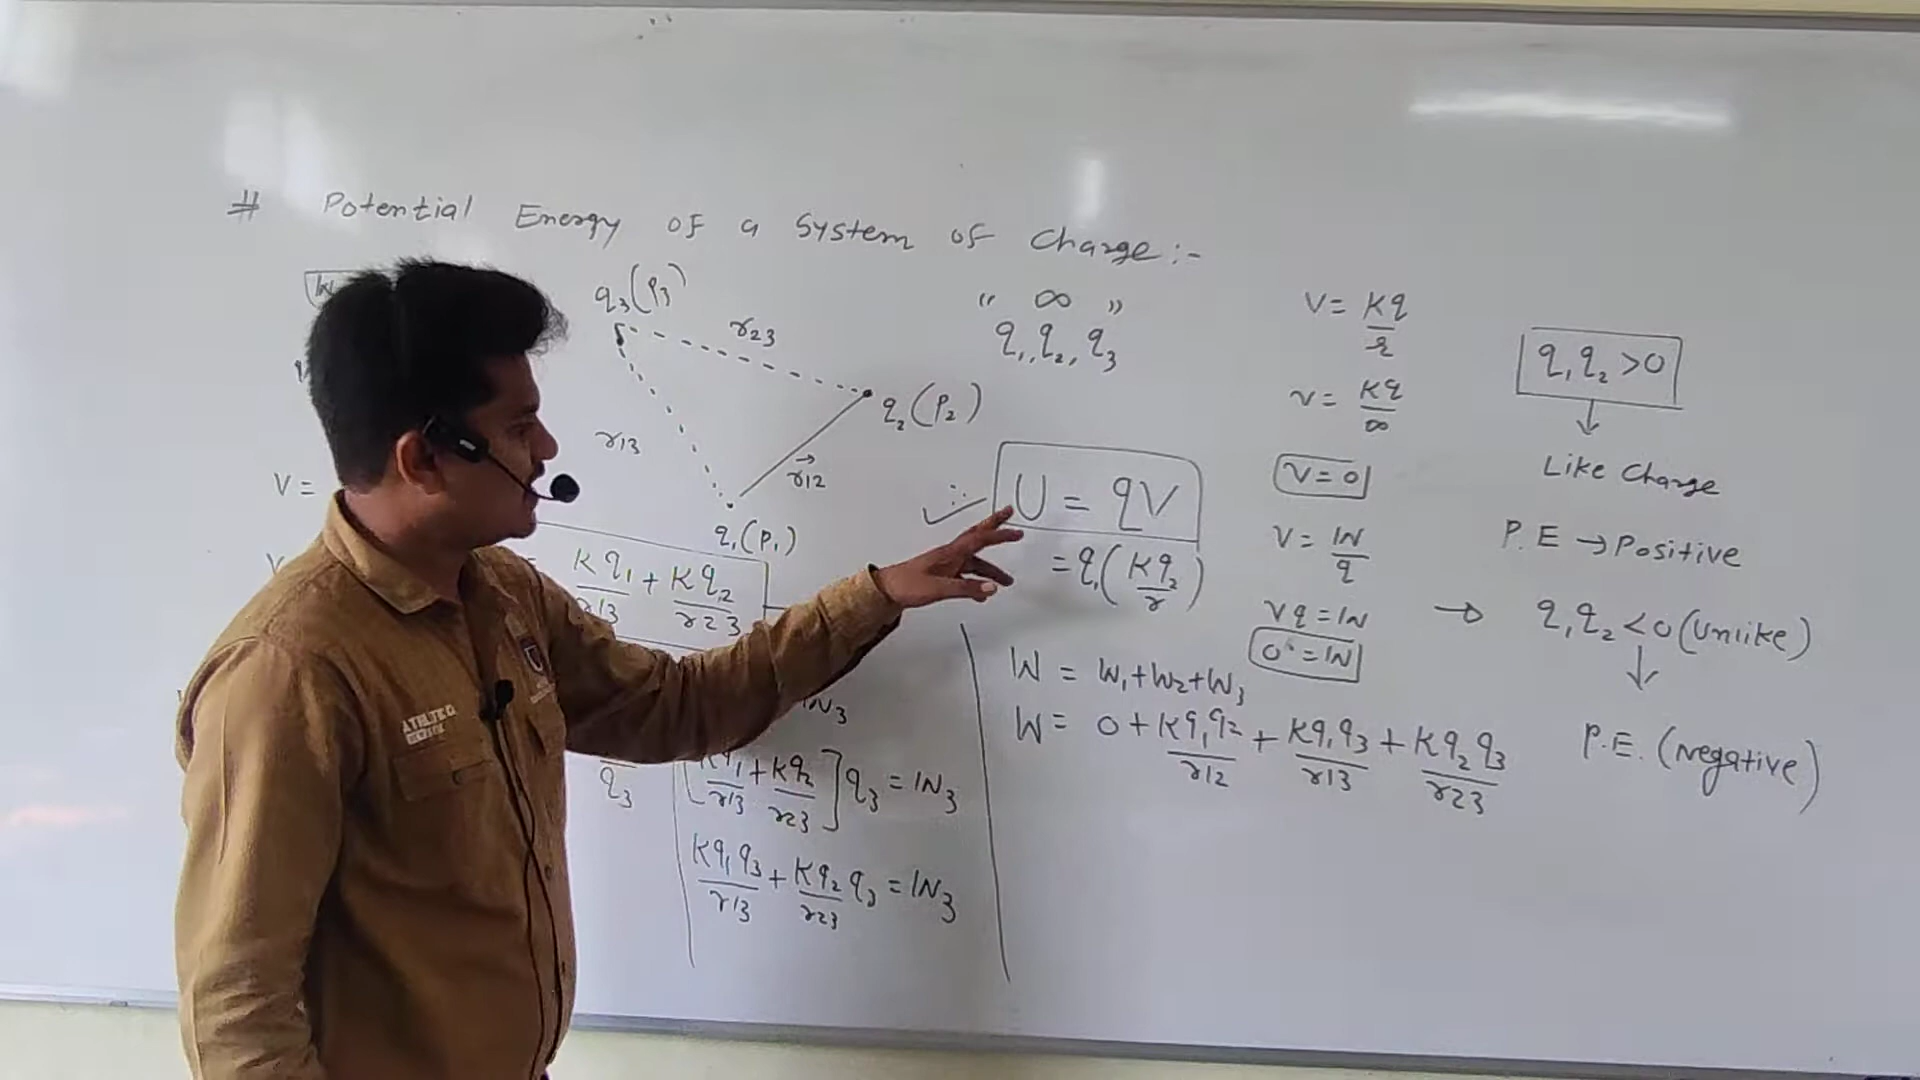 # Potential Energy of a System of Charge :-
q3(P3)
r23
q2(P2)
r13
r12
q1(P1)
V =
Kq1/r13 + Kq2/r23
W3
q3
[Kq1/r13 + Kq2/r23] q3 = W3
Kq1q3/r13 + Kq2q3/r23 = W3
" ∞ "
q1, q2, q3
∴ U = qV
= q1(Kq2/r)
W = W1+W2+W3
W = 0 + Kq1q2/r12 + Kq1q3/r13 + Kq2q3/r23
V = Kq/r
V = Kq/∞
V = 0
V = W/q
Vq = W
0 = W
q1q2 >0
↓
Like Charge
P.E → Positive
→ q1q2 <0 (Unlike)
↓
P.E. (Negative)